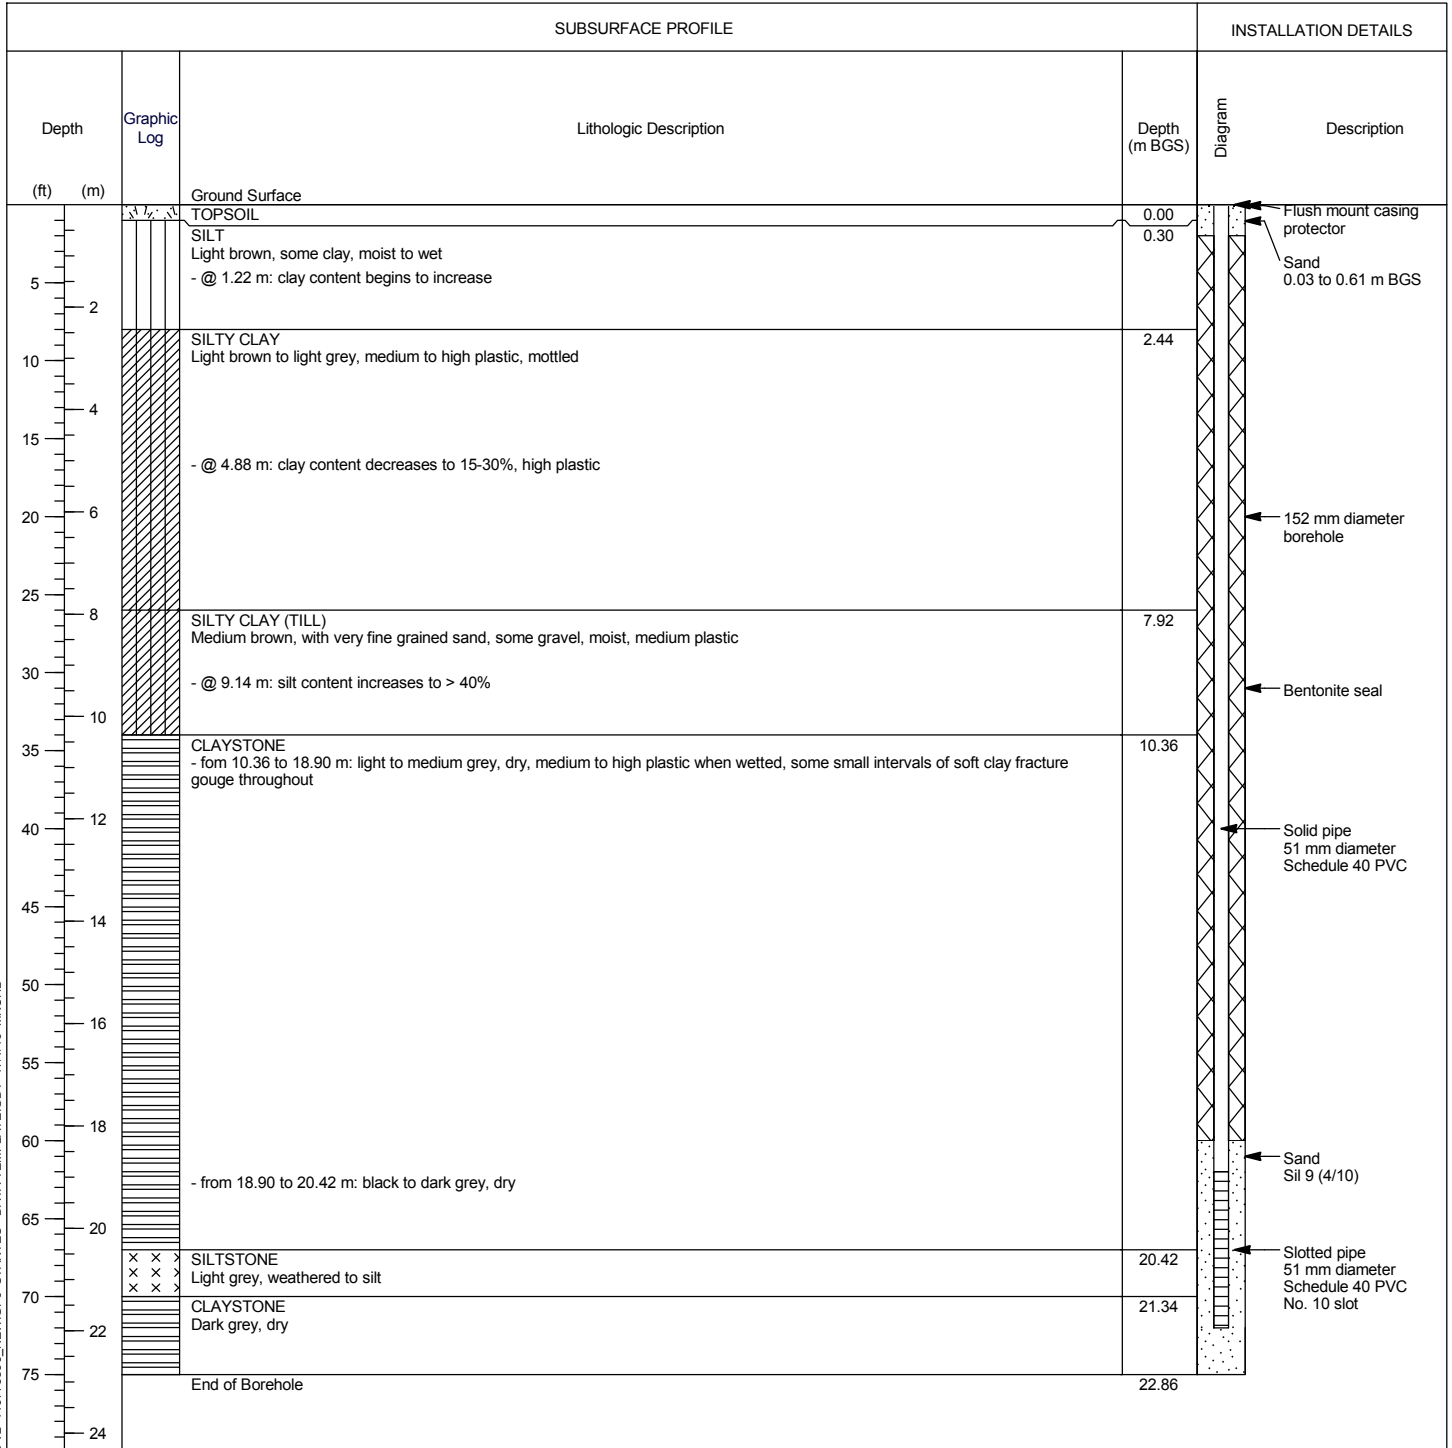 SUBSURFACE PROFILE
INSTALLATION DETAILS
Depth
Graphic
Log
Lithologic Description
Depth
(m BGS)
Diagram
Description
(ft) (m)
Ground Surface
TOPSOIL
0.00
SILT
0.30
Light brown, some clay, moist to wet
- @ 1.22 m: clay content begins to increase
SILTY CLAY
2.44
Light brown to light grey, medium to high plastic, mottled
- @ 4.88 m: clay content decreases to 15-30%, high plastic
SILTY CLAY (TILL)
7.92
Medium brown, with very fine grained sand, some gravel, moist, medium plastic
- @ 9.14 m: silt content increases to > 40%
CLAYSTONE
10.36
- fom 10.36 to 18.90 m: light to medium grey, dry, medium to high plastic when wetted, some small intervals of soft clay fracture
gouge throughout
- from 18.90 to 20.42 m: black to dark grey, dry
SILTSTONE
20.42
Light grey, weathered to silt
CLAYSTONE
21.34
Dark grey, dry
End of Borehole
22.86
5
10
15
20
25
30
35
40
45
50
55
60
65
70
75
2
4
6
8
10
12
14
16
18
20
22
24
Flush mount casing
protector
Sand
0.03 to 0.61 m BGS
152 mm diameter
borehole
Bentonite seal
Solid pipe
51 mm diameter
Schedule 40 PVC
Sand
Sil 9 (4/10)
Slotted pipe
51 mm diameter
Schedule 40 PVC
No. 10 slot